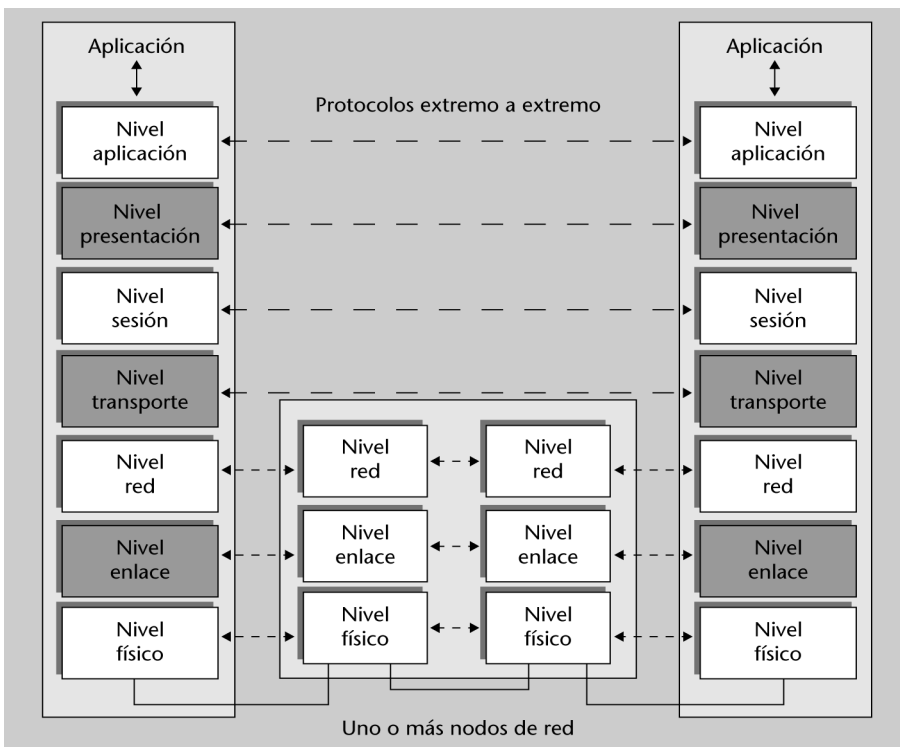 Aplicación
Aplicación
Protocolos extremo a extremo
Nivel
aplicación
Nivel
aplicación
Nivel
presentación
Nivel
presentación
Nivel
sesión
Nivel
sesión
Nivel
transporte
Nivel
transporte
Nivel
red
Nivel
red
Nivel
red
Nivel
red
Nivel
enlace
Nivel
enlace
Nivel
enlace
Nivel
enlace
Nivel
físico
Nivel
físico
Nivel
físico
Nivel
físico
Uno o más nodos de red